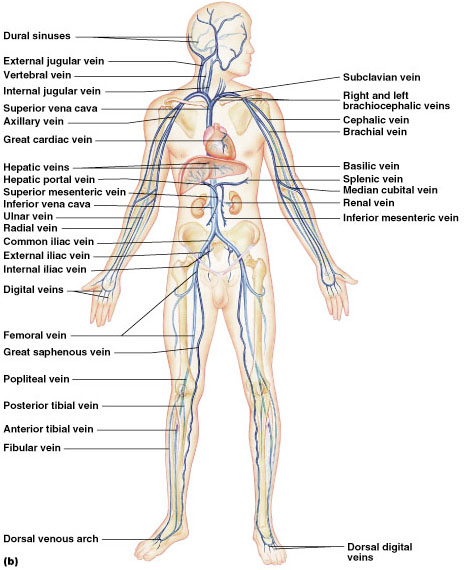 Dural sinuses
External jugular vein
Vertebral vein
Internal jugular vein
Superior vena cava
Axillary vein
Great cardiac vein
Hepatic veins
Hepatic portal vein
Superior mesenteric vein
Inferior vena cava
Ulnar vein
Radial vein
Common iliac vein
External iliac vein
Internal iliac vein
Digital veins
Femoral vein
Great saphenous vein
Popliteal vein
Posterior tibial vein
Anterior tibial vein
Fibular vein
Dorsal venous arch
(b)
Subclavian vein
Right and left
brachiocephalic veins
Cephalic vein
Brachial vein
Basilic vein
Splenic vein
Median cubital vein
Renal vein
Inferior mesenteric vein
Dorsal digital
veins